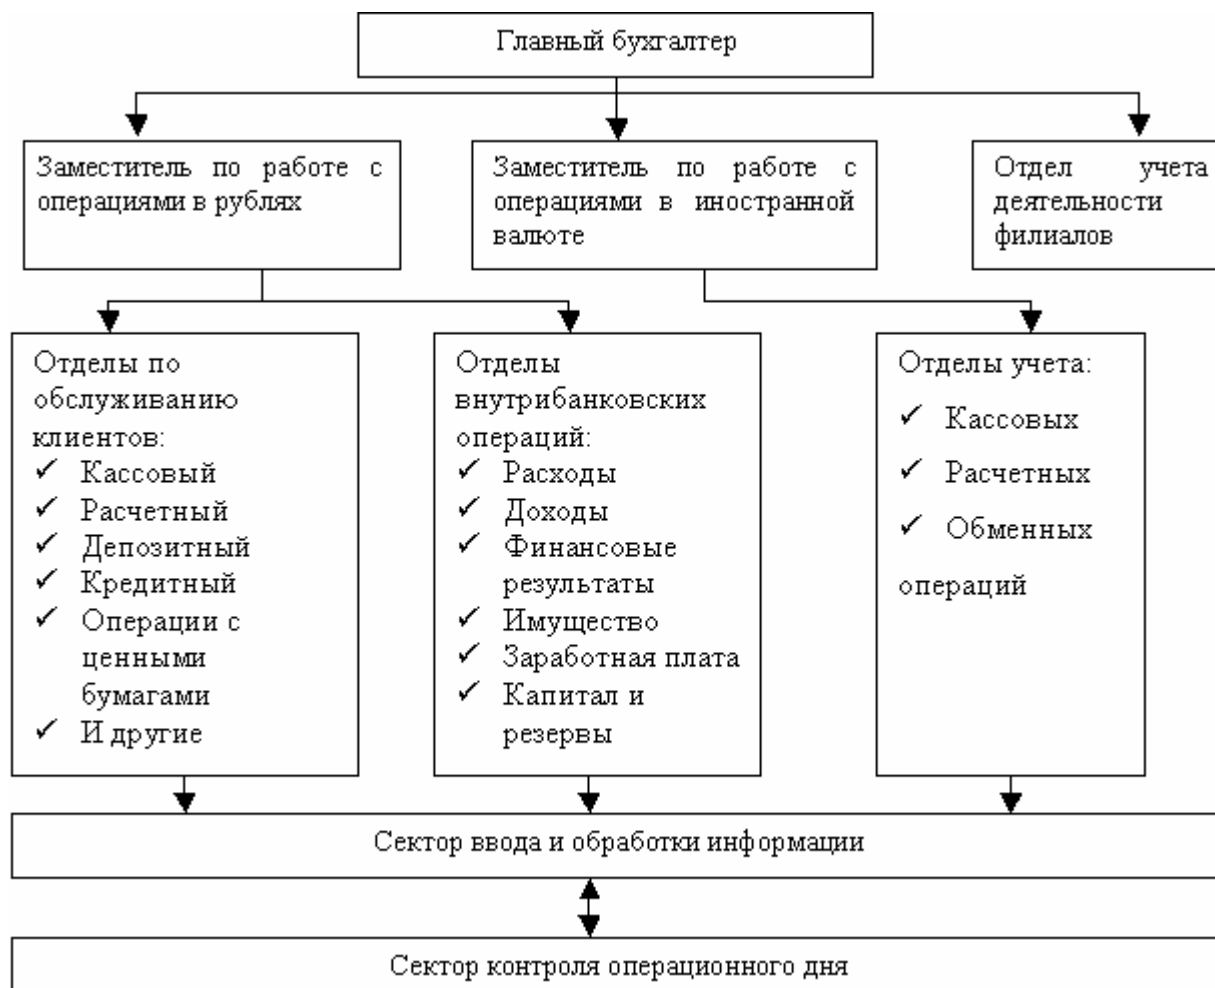 Главный бухгалтер
Заместитель по работе с
операциями в рублях
Заместитель по работе с
операциями в иностранной
валюте
Отдел учета
деятельности
филиалов
Отделы по
обслуживанию
клиентов:
✓ Кассовый
✓ Расчетный
✓ Депозитный
✓ Кредитный
✓ Операции с
ценными
бумагами
✓ И другие
Отделы
внутрибанковских
операций:
✓ Расходы
✓ Доходы
✓ Финансовые
результаты
✓ Имущество
✓ Заработная плата
✓ Капитал и
резервы
Отделы учета:
✓ Кассовых
✓ Расчетных
✓ Обменных
операций
Сектор ввода и обработки информации
Сектор контроля операционного дня